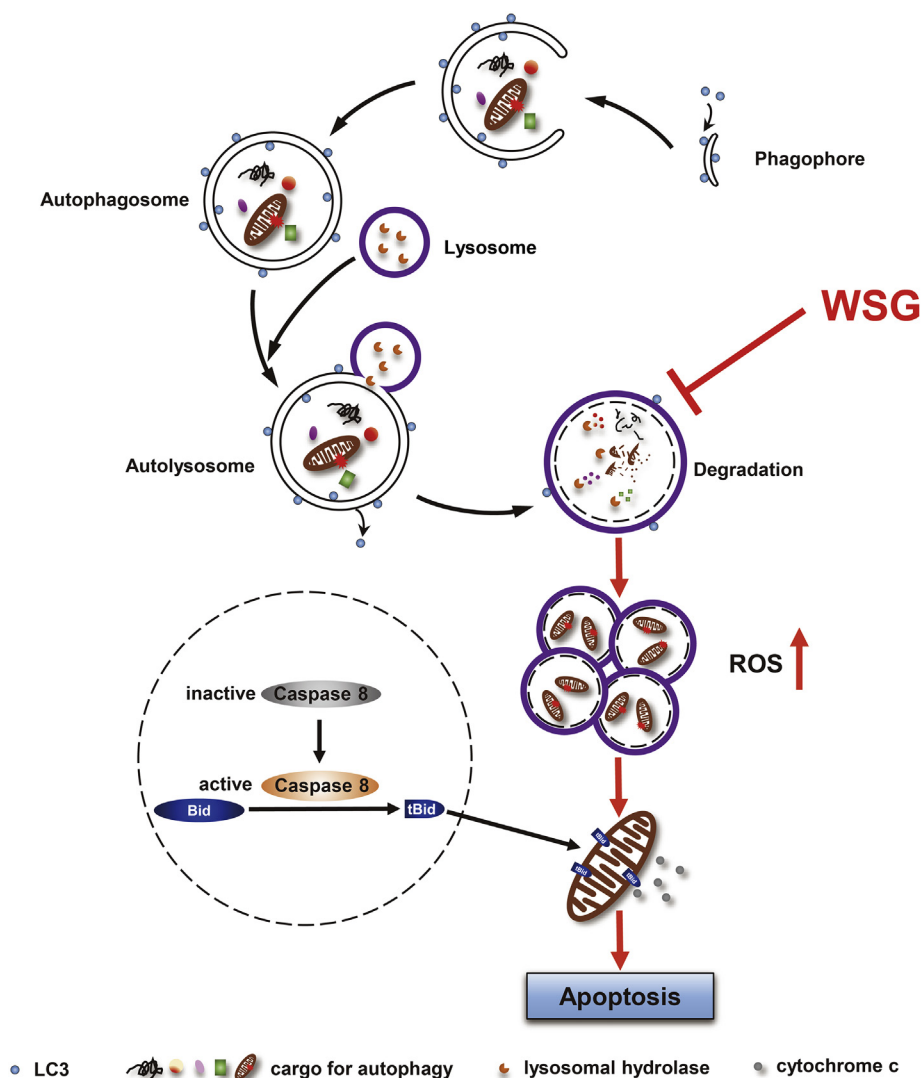 Phagophore
Autophagosome
Lysosome
WSG
Autolysosome
Degradation
ROS
inactive Caspase 8
active Caspase 8
Bid
tBid
tBid
tBid
tBid
Apoptosis
LC3
cargo for autophagy
lysosomal hydrolase
cytochrome c